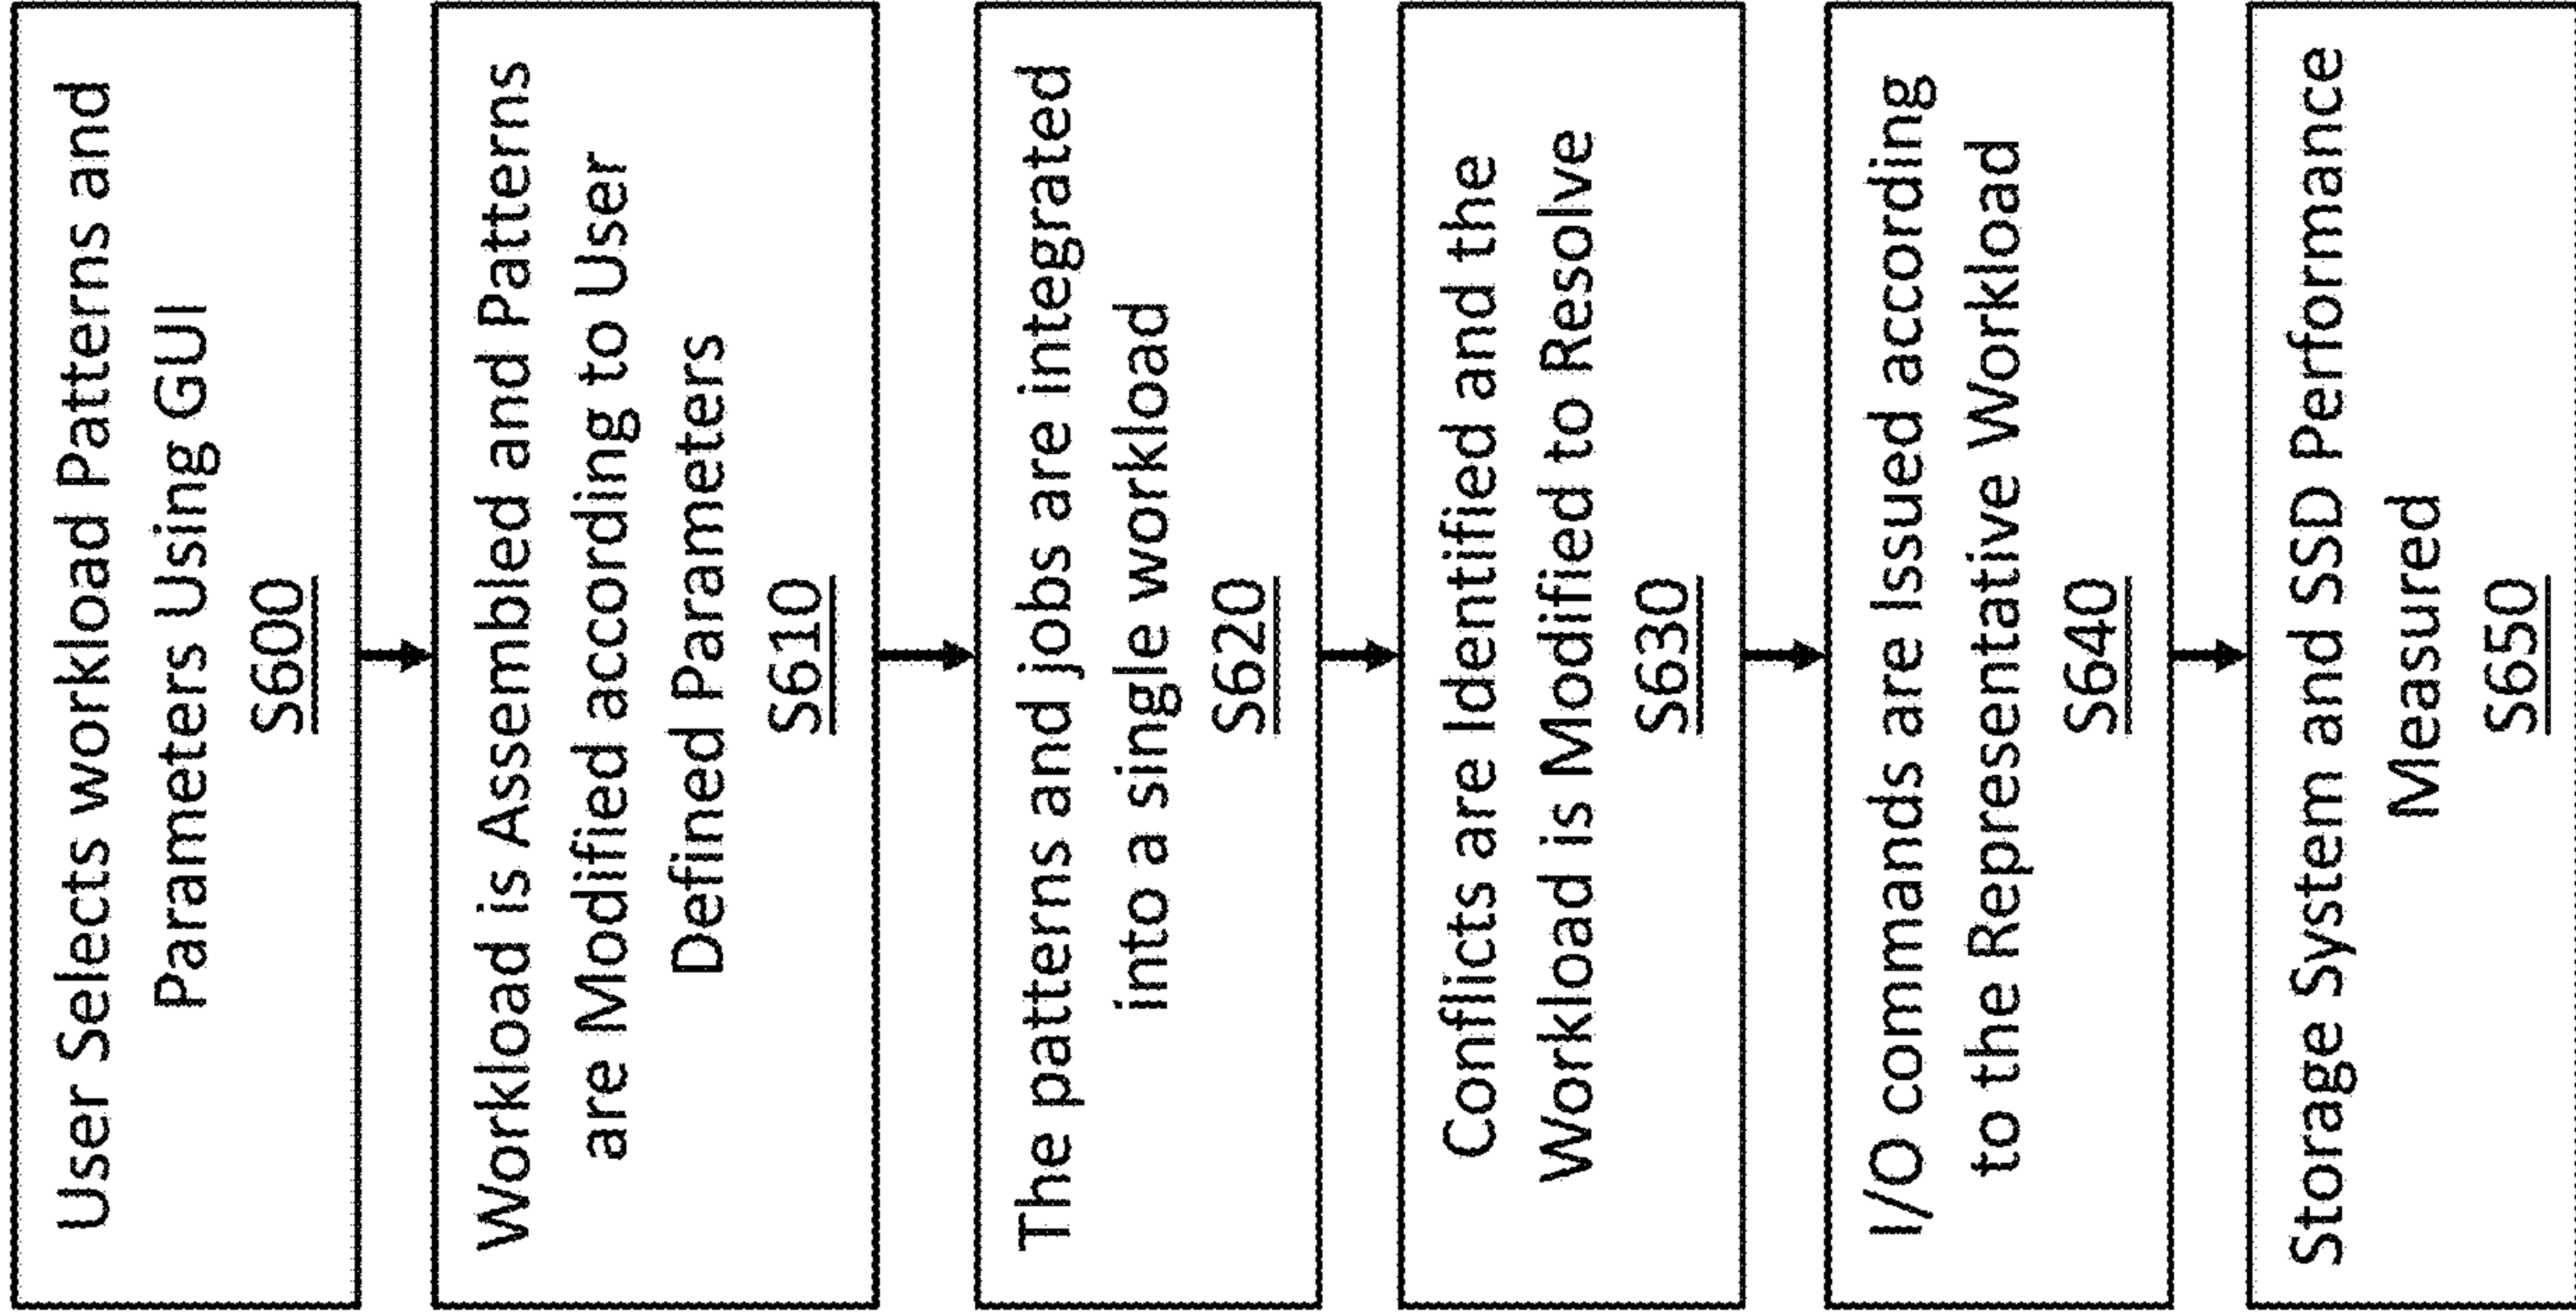 User Selects workload Patterns and
Parameters Using GUI
S600
Workload is Assembled and Patterns
are Modified according to User
Defined Parameters
S610
The patterns and jobs are integrated
into a single workload
S620
Conflicts are Identified and the
Workload is Modified to Resolve
S630
I/O commands are Issued according
to the Representative Workload
S640
Storage System and SSD Performance
Measured
S650